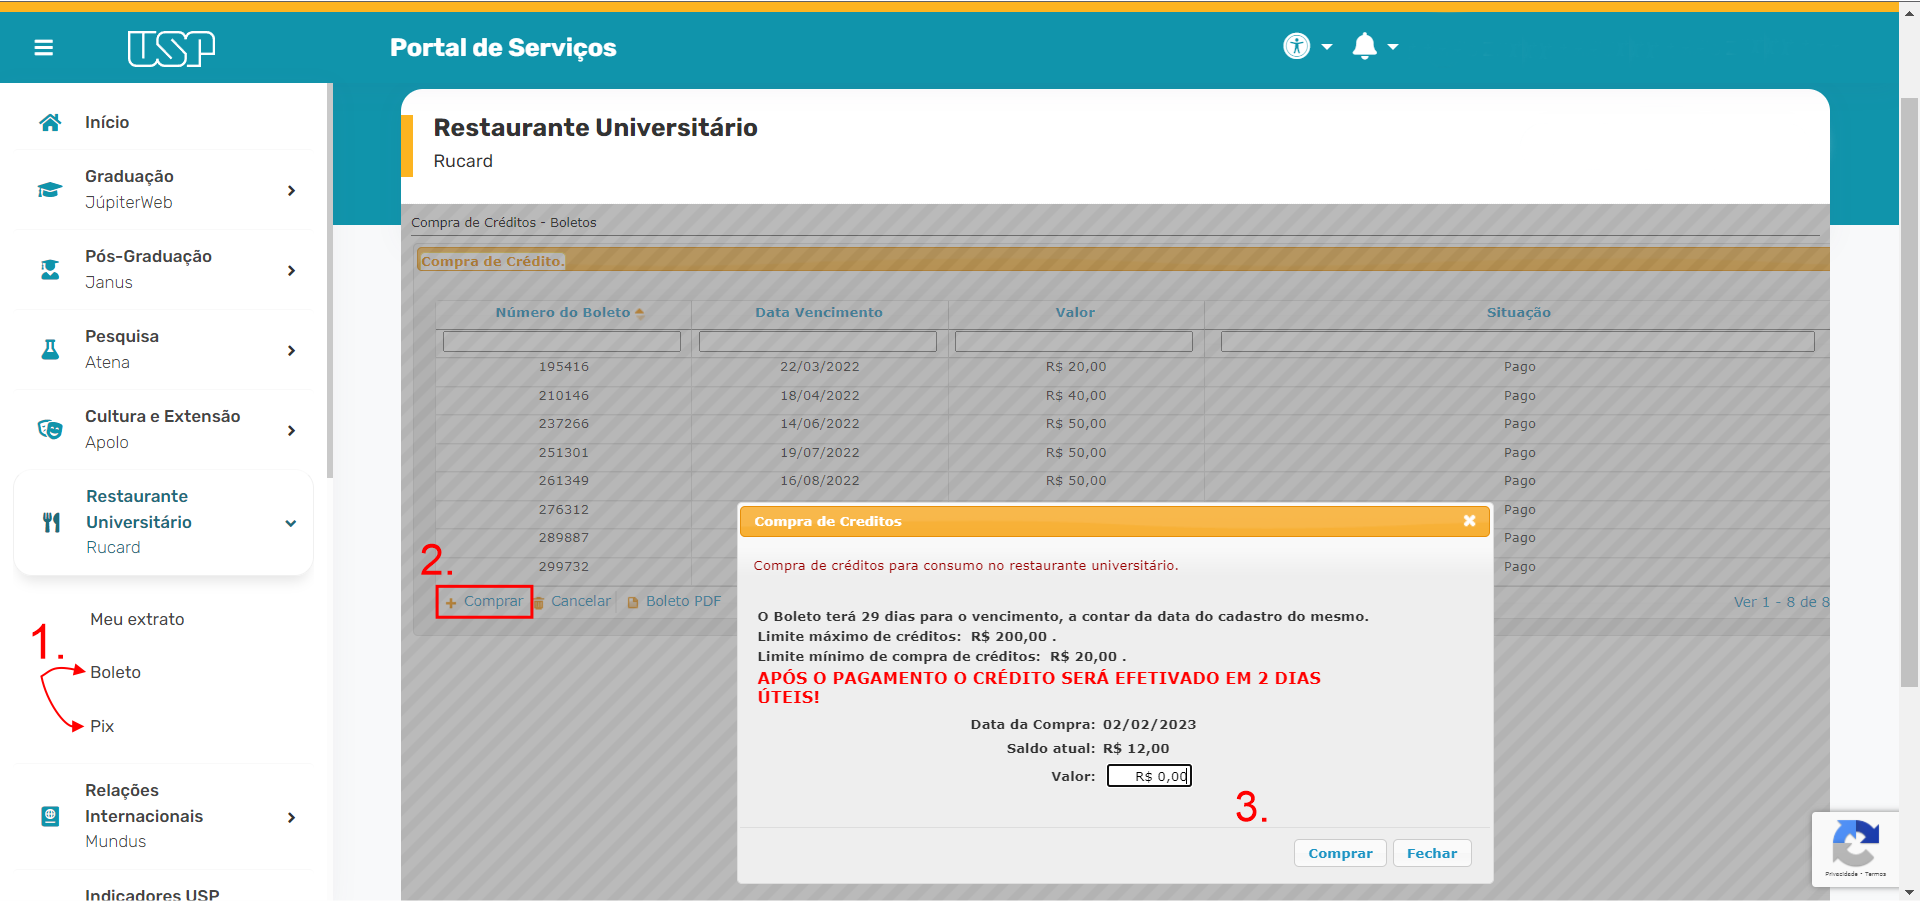 USP
Portal de Serviços
Início
Graduação
JúpiterWeb
Pós-Graduação
Janus
Pesquisa
Atena
Cultura e Extensão
Apolo
Restaurante
Universitário
Rucard
Meu extrato
1.
Boleto
Pix
Relações
Internacionais
Mundus
Indicadores USP
Restaurante Universitário
Rucard
Compra de Créditos - Boletos
Compra de Crédito.
Número do Boleto Data Vencimento Valor Situação
195416 22/03/2022 R$ 20,00 Pago
210146 18/04/2022 R$ 40,00 Pago
237266 14/06/2022 R$ 50,00 Pago
251301 19/07/2022 R$ 50,00 Pago
261349 16/08/2022 R$ 50,00 Pago
276312 Pago
289887 Pago
299732 Pago
2.
Comprar Cancelar Boleto PDF Ver 1 - 8 de 8
Compra de Creditos
Compra de créditos para consumo no restaurante universitário.
O Boleto terá 29 dias para o vencimento, a contar da data do cadastro do mesmo.
Limite máximo de créditos: R$ 200,00 .
Limite mínimo de compra de créditos: R$ 20,00 .
APÓS O PAGAMENTO O CRÉDITO SERÁ EFETIVADO EM 2 DIAS
ÚTEIS!
Data da Compra: 02/02/2023
Saldo atual: R$ 12,00
Valor: R$ 0,00
3.
Comprar Fechar
Privacidade - Termos